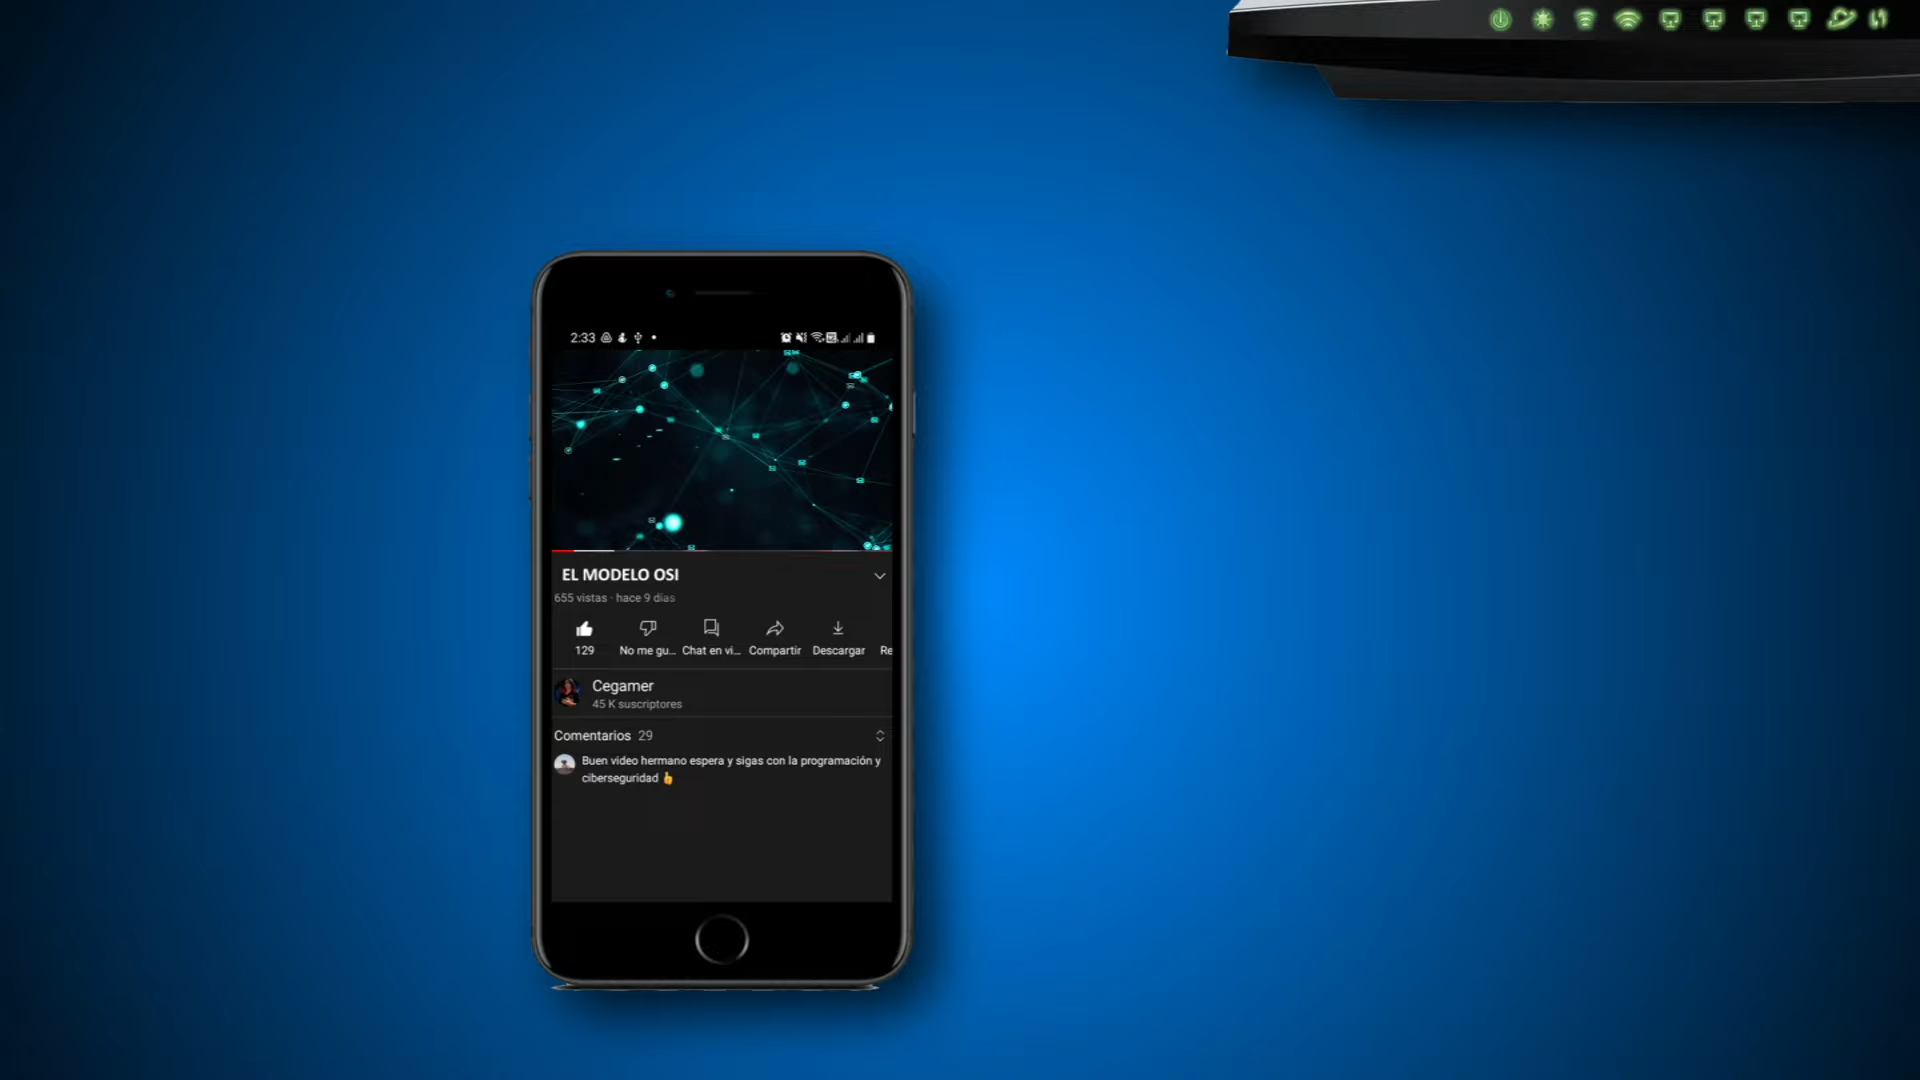 2:33
EL MODELO OSI
655 vistas · hace 9 días
129
No me gu...
Chat en vi...
Compartir
Descargar
Re
Cegamer
45 K suscriptores
Comentarios 29
Buen video hermano espera y sigas con la programación y
ciberseguridad 👍